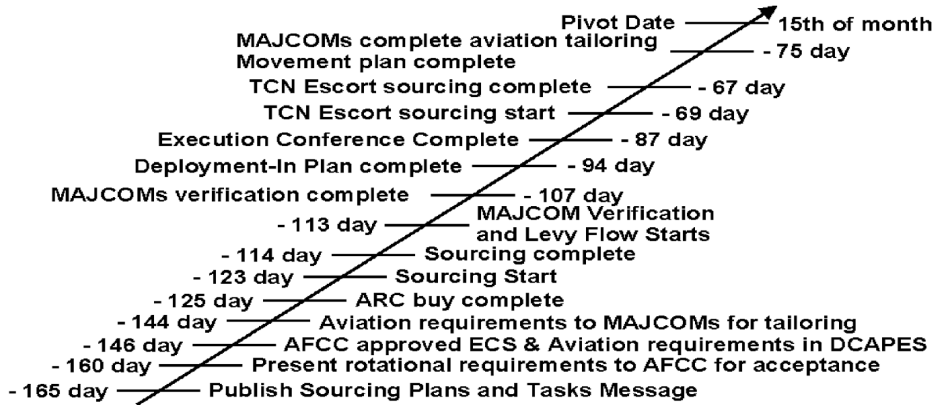 Pivot Date 15th of month
MAJCOMs complete aviation tailoring
Movement plan complete - 75 day
TCN Escort sourcing complete - 67 day
TCN Escort sourcing start - 69 day
Execution Conference Complete - 87 day
Deployment-In Plan complete - 94 day
MAJCOMs verification complete - 107 day
- 113 day MAJCOM Verification
and Levy Flow Starts
- 114 day Sourcing complete
- 123 day Sourcing Start
- 125 day ARC buy complete
- 144 day Aviation requirements to MAJCOMs for tailoring
- 146 day AFCC approved ECS & Aviation requirements in DCAPES
- 160 day Present rotational requirements to AFCC for acceptance
- 165 day Publish Sourcing Plans and Tasks Message